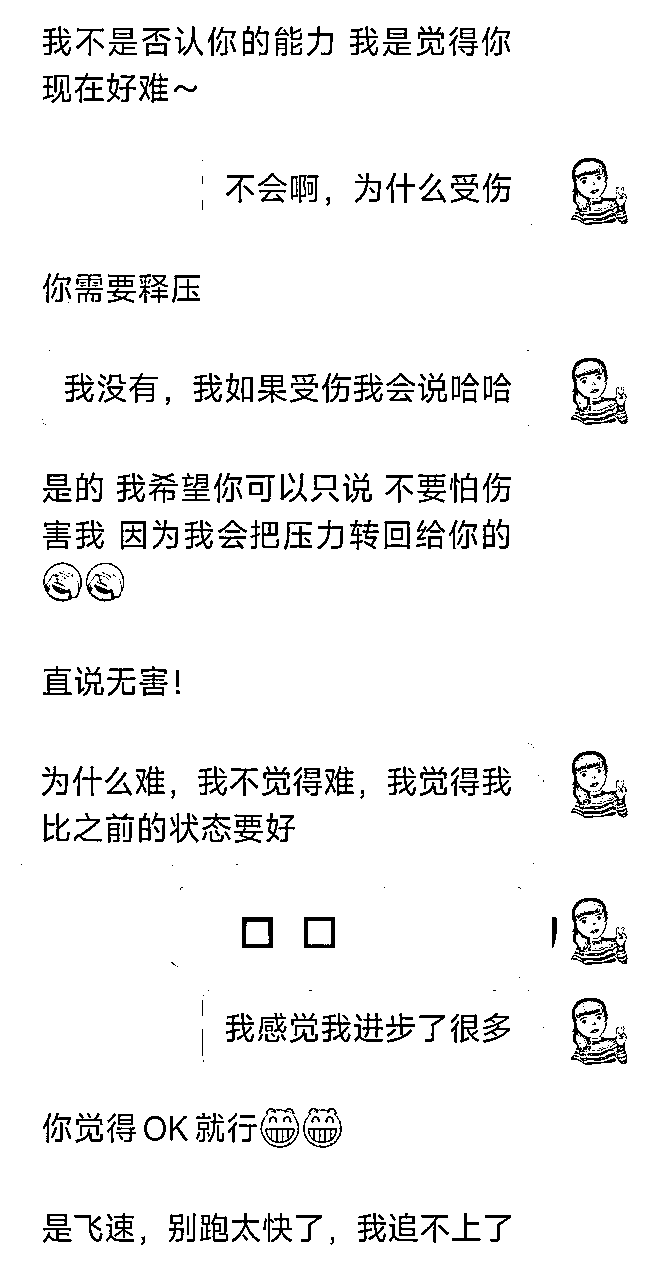 我不是否认你的能力 我是觉得你
现在好难～
不会啊，为什么受伤
你需要释压
我没有，我如果受伤我会说哈哈
是的 我希望你可以只说 不要怕伤
害我 因为我会把压力转回给你的
直说无害！
为什么难，我不觉得难，我觉得我
比之前的状态要好
我感觉我进步了很多
你觉得OK就行
是飞速，别跑太快了，我追不上了